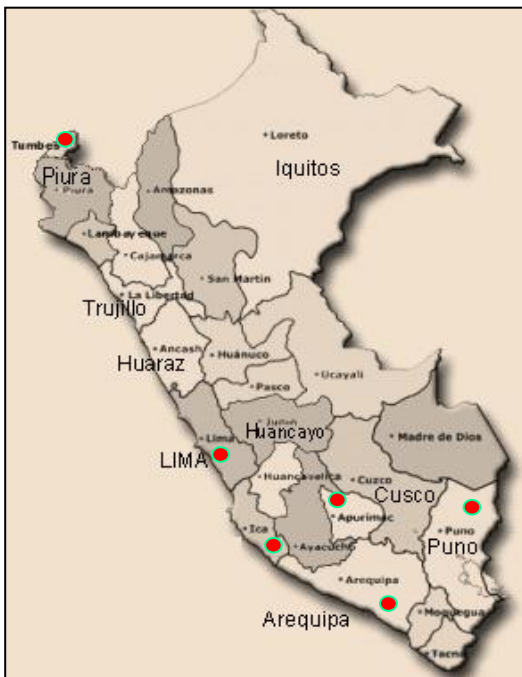 Loreto
Iquitos
Tumbes
Piura
Piura
Amazonas
Lambayeque
Cajamarca
San Martin
La Libertad
Trujillo
Ancash
Huánuco
Huaraz
Ucayali
Pasco
Junín
Huancayo
Lima
LIMA
Madre de Dios
Huancavelica
Cuzco
Cusco
Apurimac
Ica
Ayacucho
Puno
Puno
Arequipa
Arequipa
Moquegua
Tacna